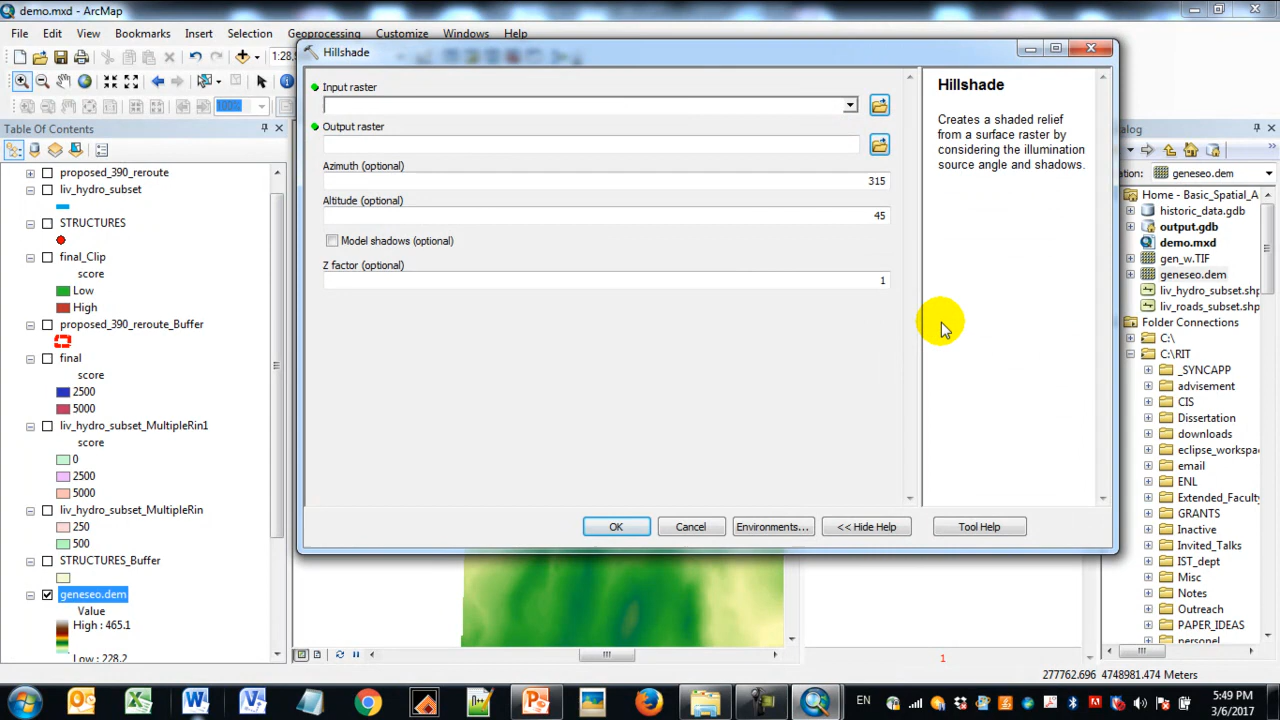 demo.mxd - ArcMap
File Edit View Bookmarks Insert Selection Geoprocessing Customize Windows Help
1:28,
100%
Table Of Contents
proposed_390_reroute
liv_hydro_subset
STRUCTURES
final_Clip
score
Low
High
proposed_390_reroute_Buffer
final
score
2500
5000
liv_hydro_subset_MultipleRin1
score
0
2500
5000
liv_hydro_subset_MultipleRin
250
500
STRUCTURES_Buffer
geneseo.dem
Value
High : 465.1
Low : 228.2
Hillshade
Input raster
Output raster
Azimuth (optional)
315
Altitude (optional)
45
Model shadows (optional)
Z factor (optional)
1
OK
Cancel
Environments...
<< Hide Help
Tool Help
Hillshade
Creates a shaded relief
from a surface raster by
considering the illumination
source angle and shadows.
1
alog
ation: geneseo.dem
Home - Basic_Spatial_A
historic_data.gdb
output.gdb
demo.mxd
gen_w.TIF
geneseo.dem
liv_hydro_subset.shp
liv_roads_subset.shp
Folder Connections
C:\
C:\RIT
_SYNCAPP
advisement
CIS
Dissertation
downloads
eclipse_workspa
email
ENL
Extended_Faculty
GRANTS
Inactive
Invited_Talks
IST_dept
Misc
Notes
Outreach
PAPER_IDEAS
personel
277762.696 4748981.474 Meters
EN
5:49 PM
3/6/2017